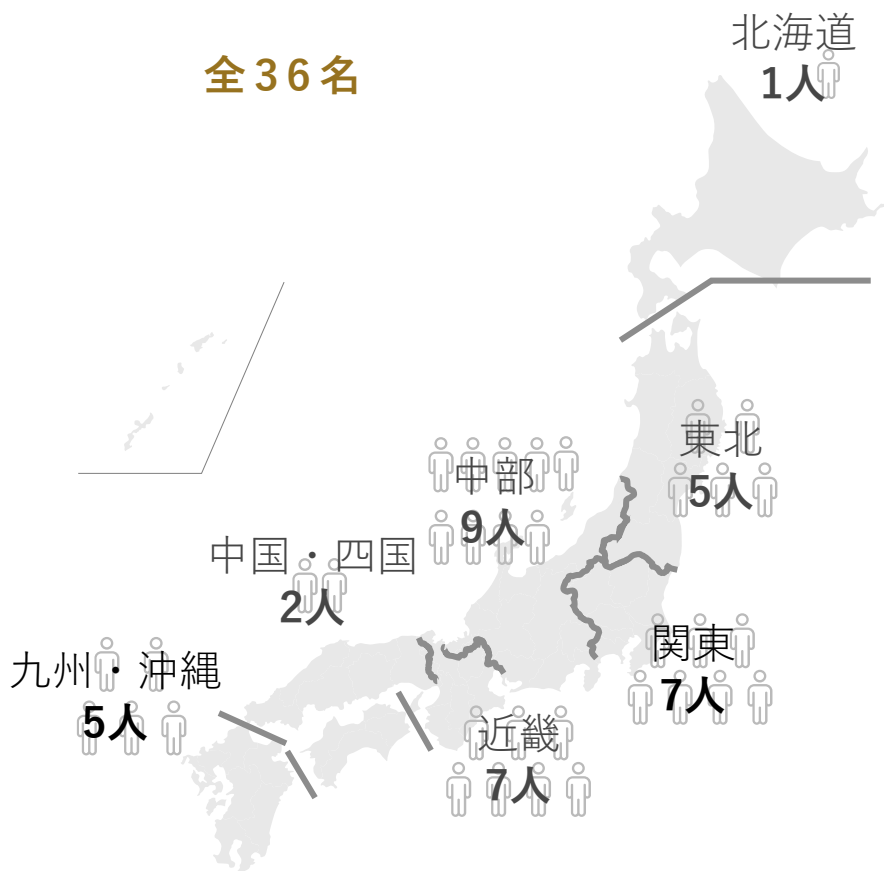 北海道
1人
全36名
東北
5人
中部
9人
中国・四国
2人
関東
7人
九州・沖縄
5人
近畿
7人